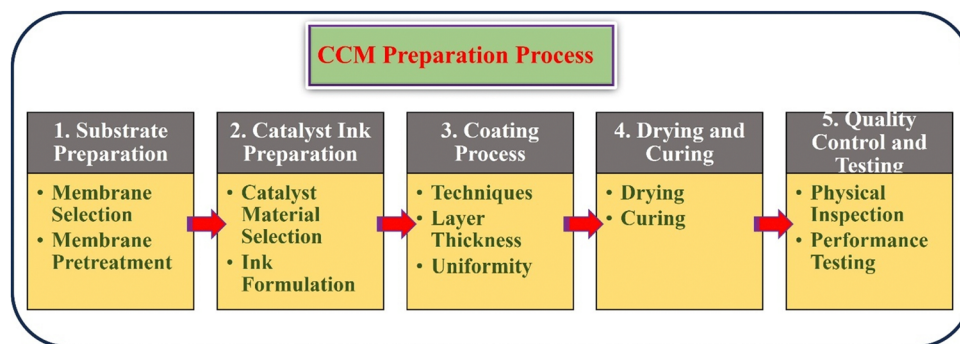 CCM Preparation Process
1. Substrate
Preparation
• Membrane
Selection
• Membrane
Pretreatment
2. Catalyst Ink
Preparation
• Catalyst
Material
Selection
• Ink
Formulation
3. Coating
Process
• Techniques
• Layer
Thickness
• Uniformity
4. Drying and
Curing
• Drying
• Curing
5. Quality
Control and
Testing
• Physical
Inspection
• Performance
Testing